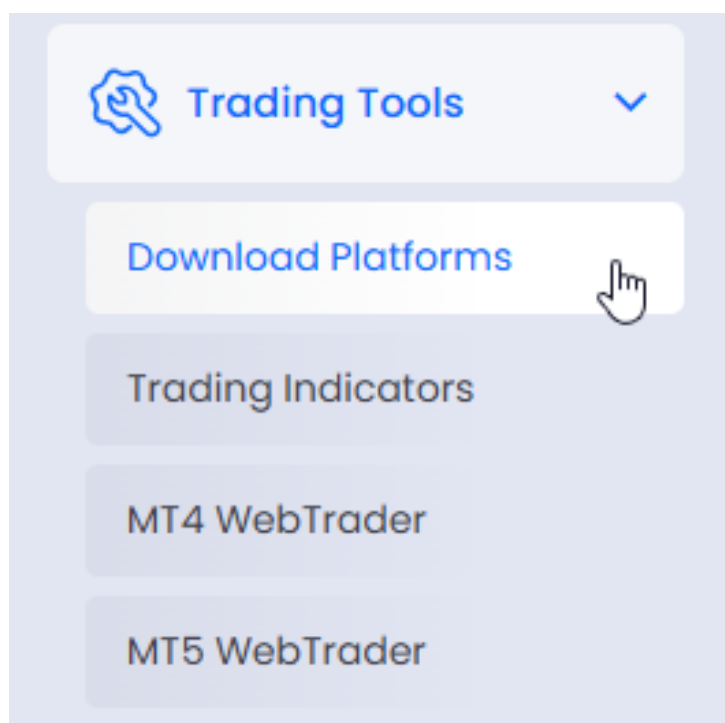 Trading Tools
Download Platforms
Trading Indicators
MT4 WebTrader
MT5 WebTrader